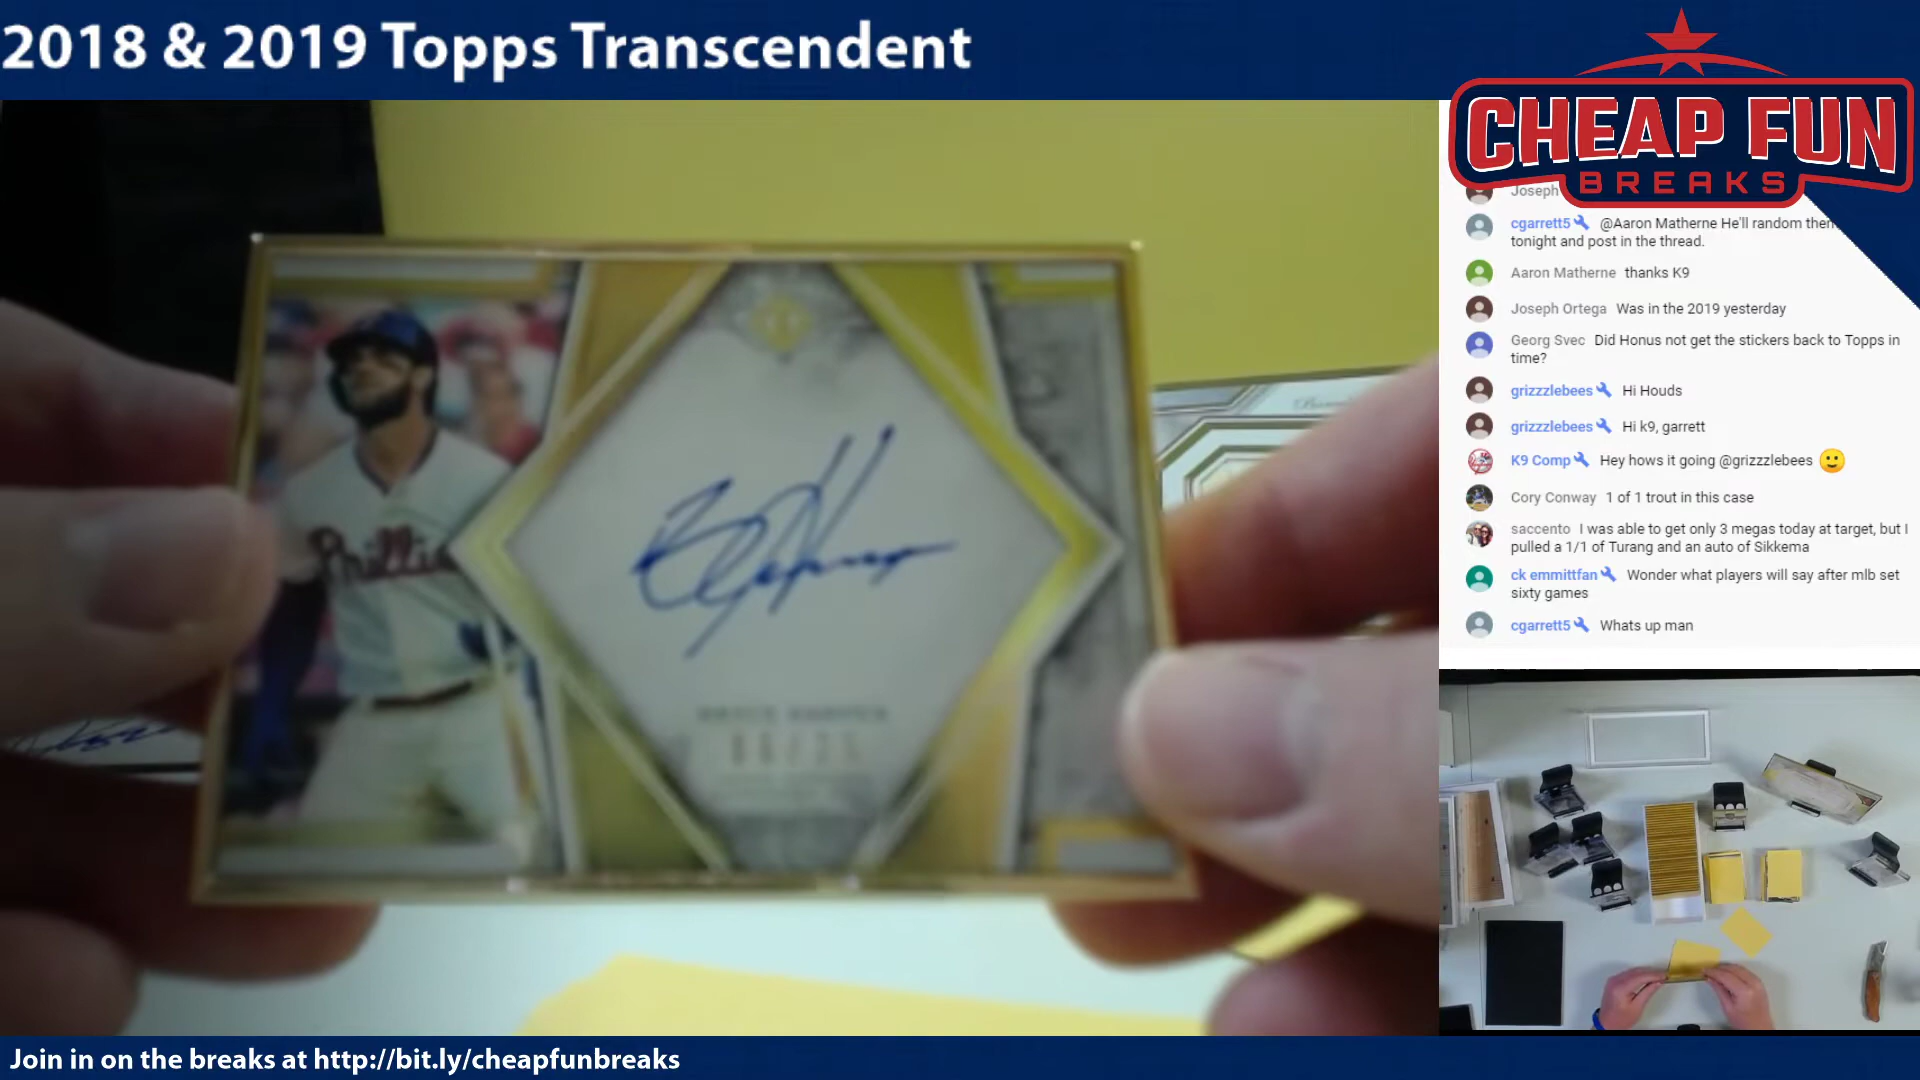 2018 & 2019 Topps Transcendent
CHEAP FUN
BREAKS
Phillie
BRYCE HARPER
Joseph
cgarrett5 @Aaron Matherne He'll random then
tonight and post in the thread.
Aaron Matherne thanks K9
Joseph Ortega Was in the 2019 yesterday
Georg Svec Did Honus not get the stickers back to Topps in
time?
grizzzlebees Hi Houds
grizzzlebees Hi k9, garrett
K9 Comp Hey hows it going @grizzzlebees
Cory Conway 1 of 1 trout in this case
saccento I was able to get only 3 megas today at target, but I
pulled a 1/1 of Turang and an auto of Sikkema
ck emmittfan Wonder what players will say after mlb set
sixty games
cgarrett5 Whats up man
Join in on the breaks at http://bit.ly/cheapfunbreaks